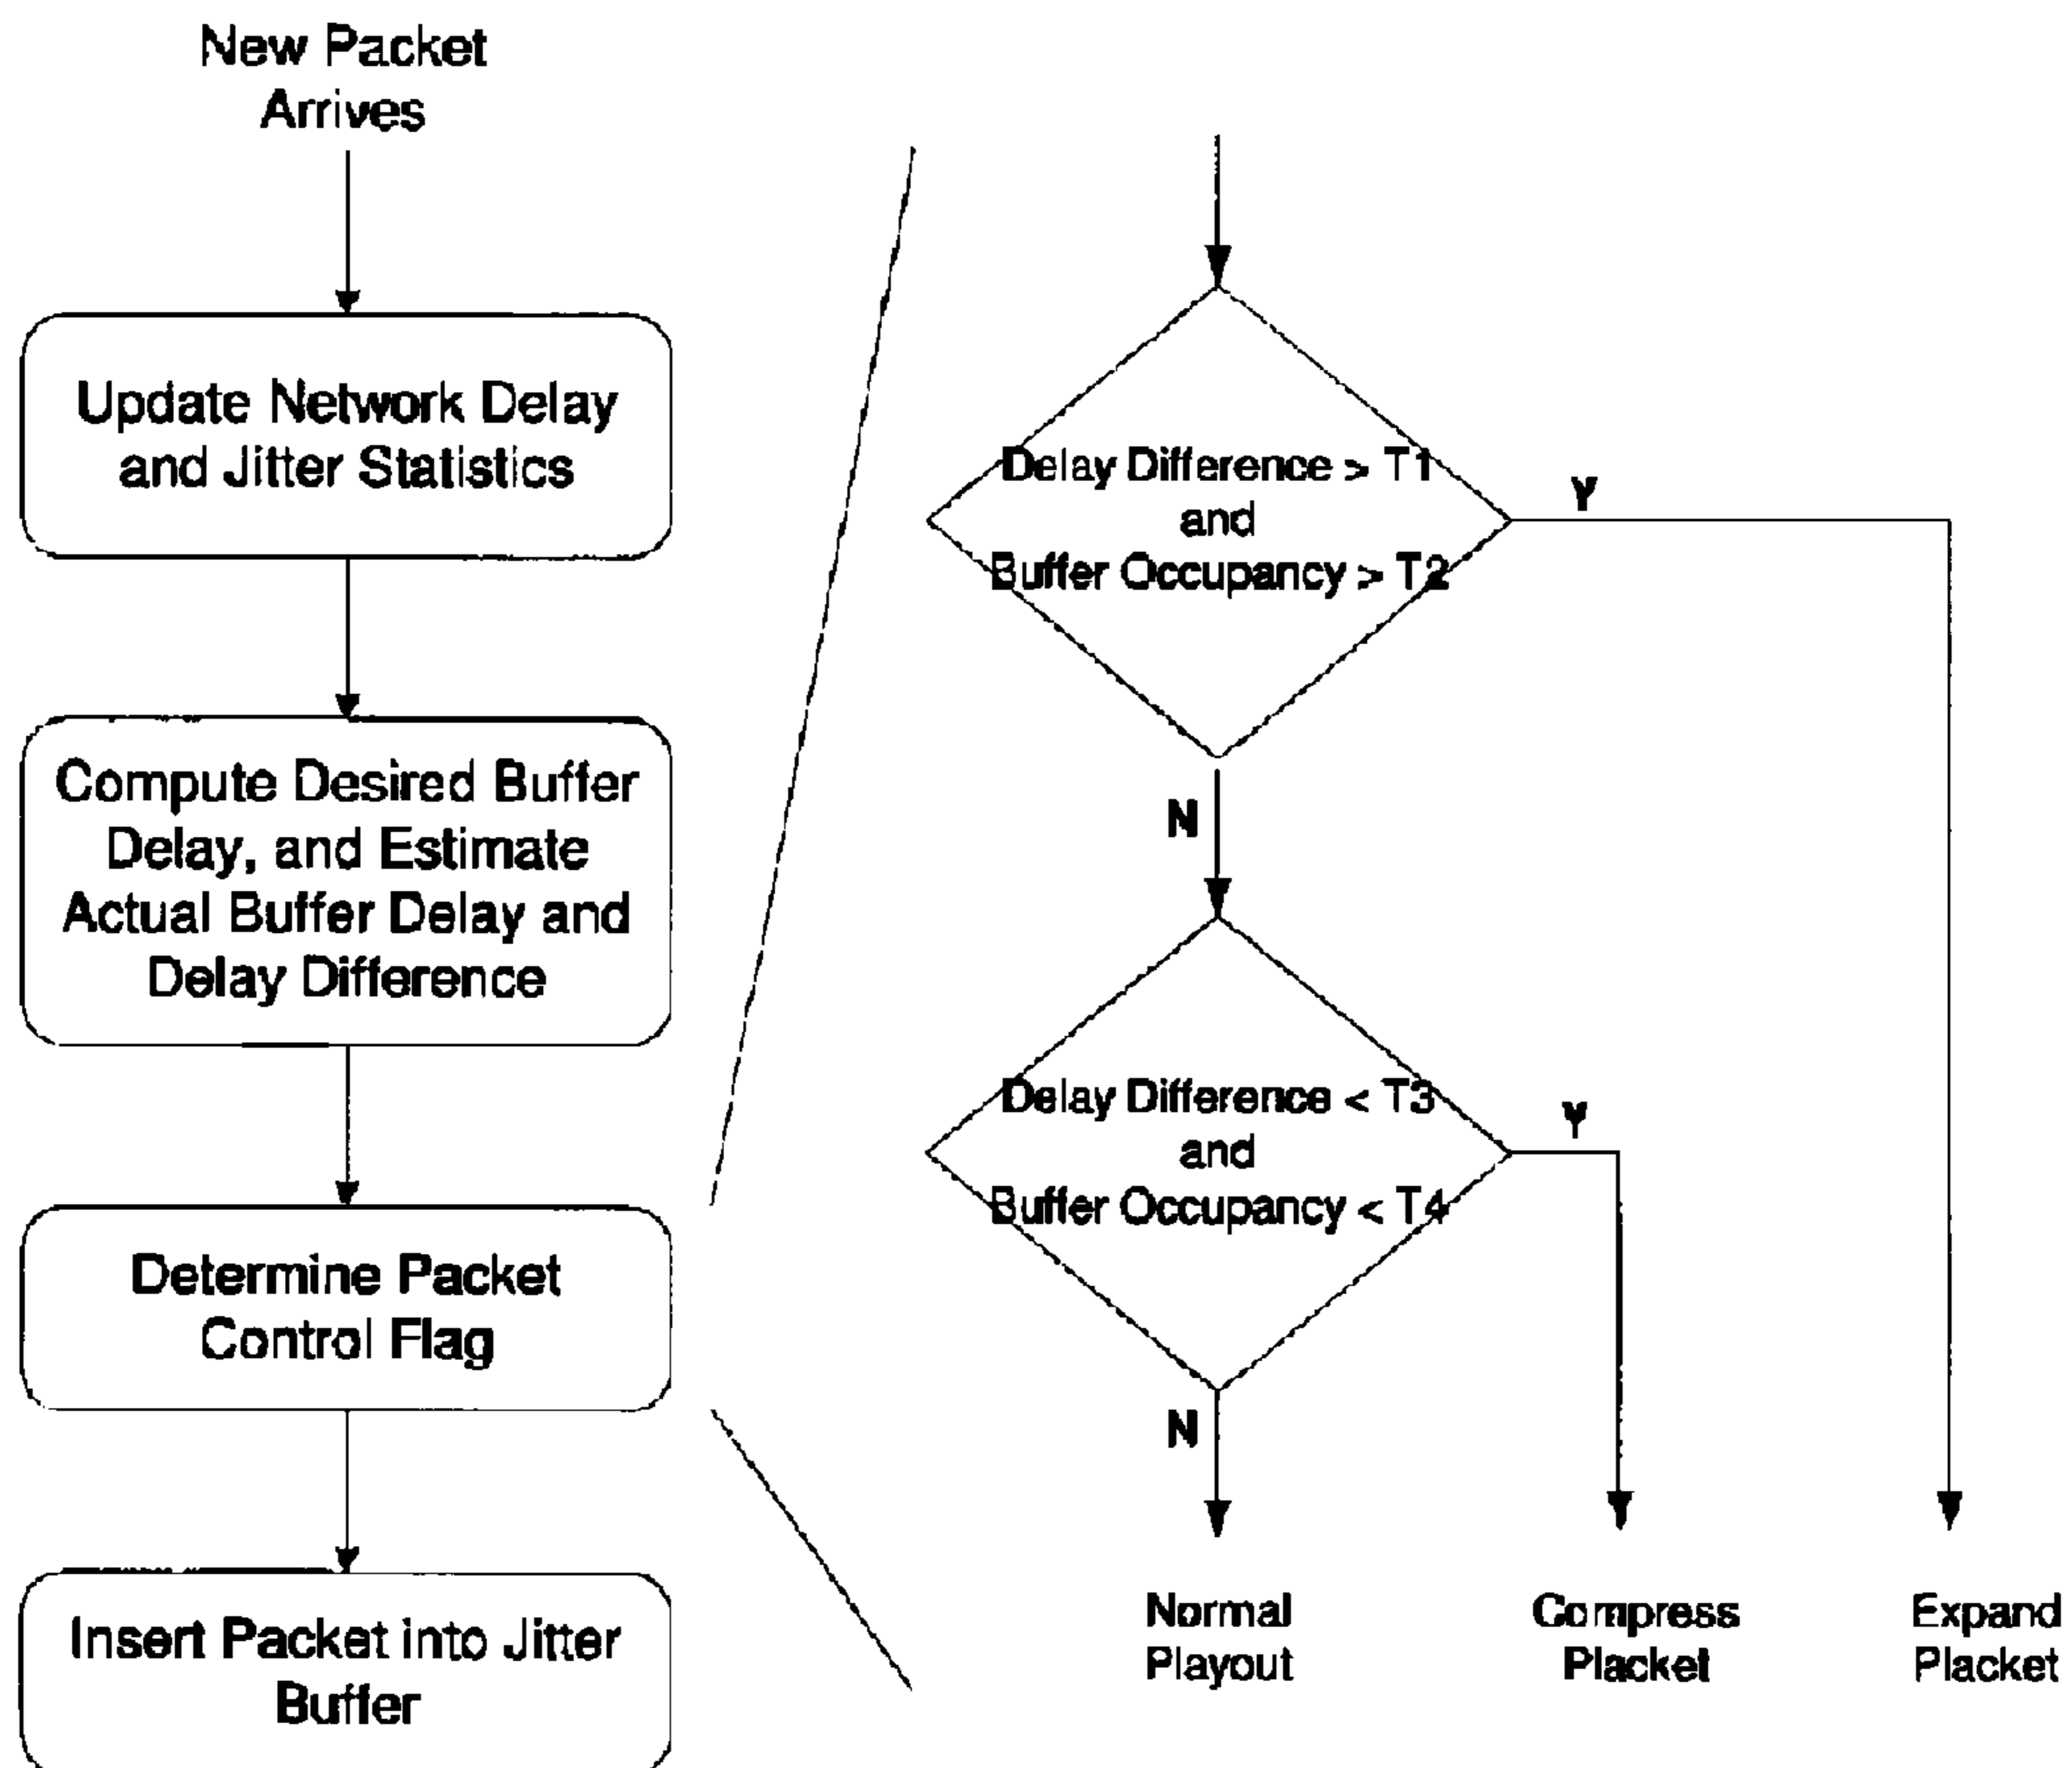 New Packet
Arrives
Update Network Delay
and Jitter Statistics
Compute Desired Buffer
Delay, and Estimate
Actual Buffer Delay and
Delay Difference
Determine Packet
Control Flag
Insert Packet into Jitter
Buffer
Delay Difference > T1
and
Buffer Occupancy > T2
Y
N
Delay Difference < T3
and
Buffer Occupancy < T4
Y
N
Normal
Playout
Compress
Placket
Expand
Placket